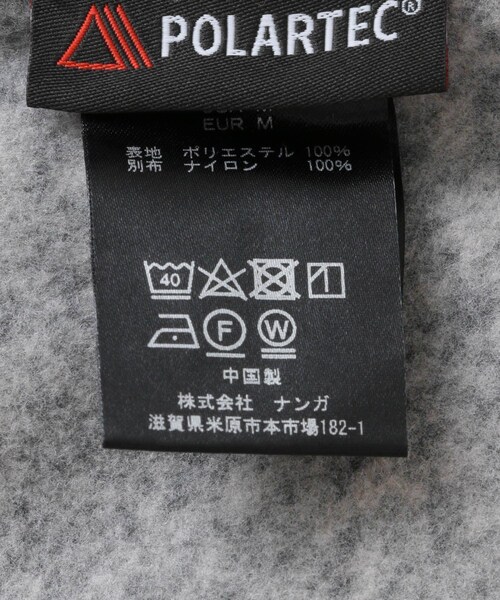 POLARTEC®
EUR M
表地 ポリエステル 100%
別布 ナイロン 100%
40
F W
中国製
株式会社 ナンガ
滋賀県米原市本市場182-1